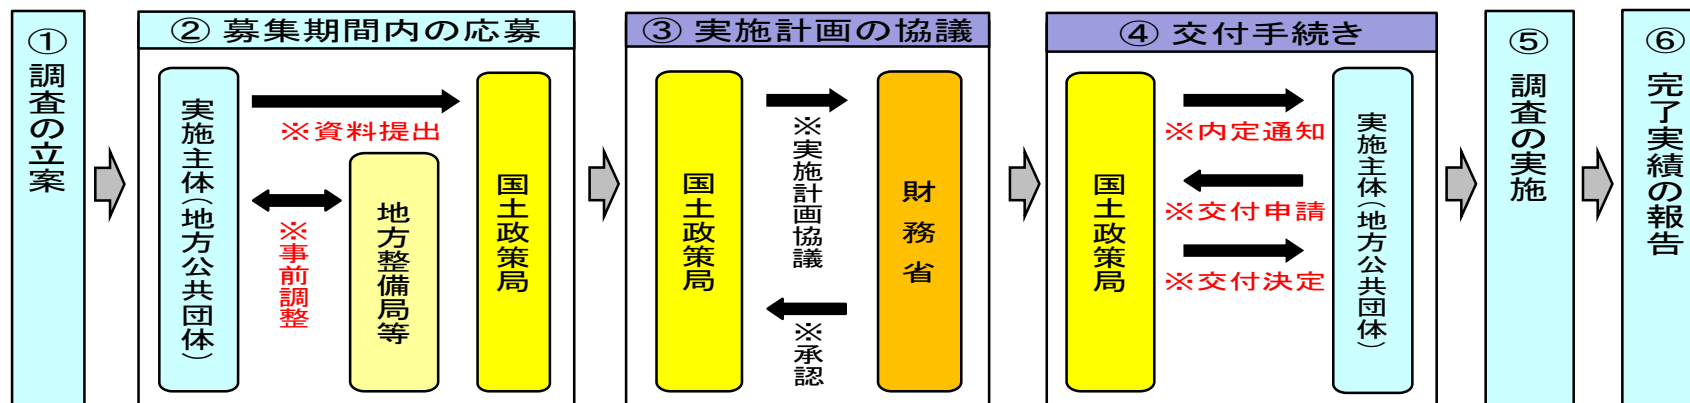 ① 調査の立案
② 募集期間内の応募
実施主体(地方公共団体)
※資料提出
※事前調整
地方整備局等
国土政策局
③ 実施計画の協議
国土政策局
※実施計画協議
※承認
財務省
④ 交付手続き
国土政策局
※内定通知
※交付申請
※交付決定
実施主体(地方公共団体)
⑤ 調査の実施
⑥ 完了実績の報告